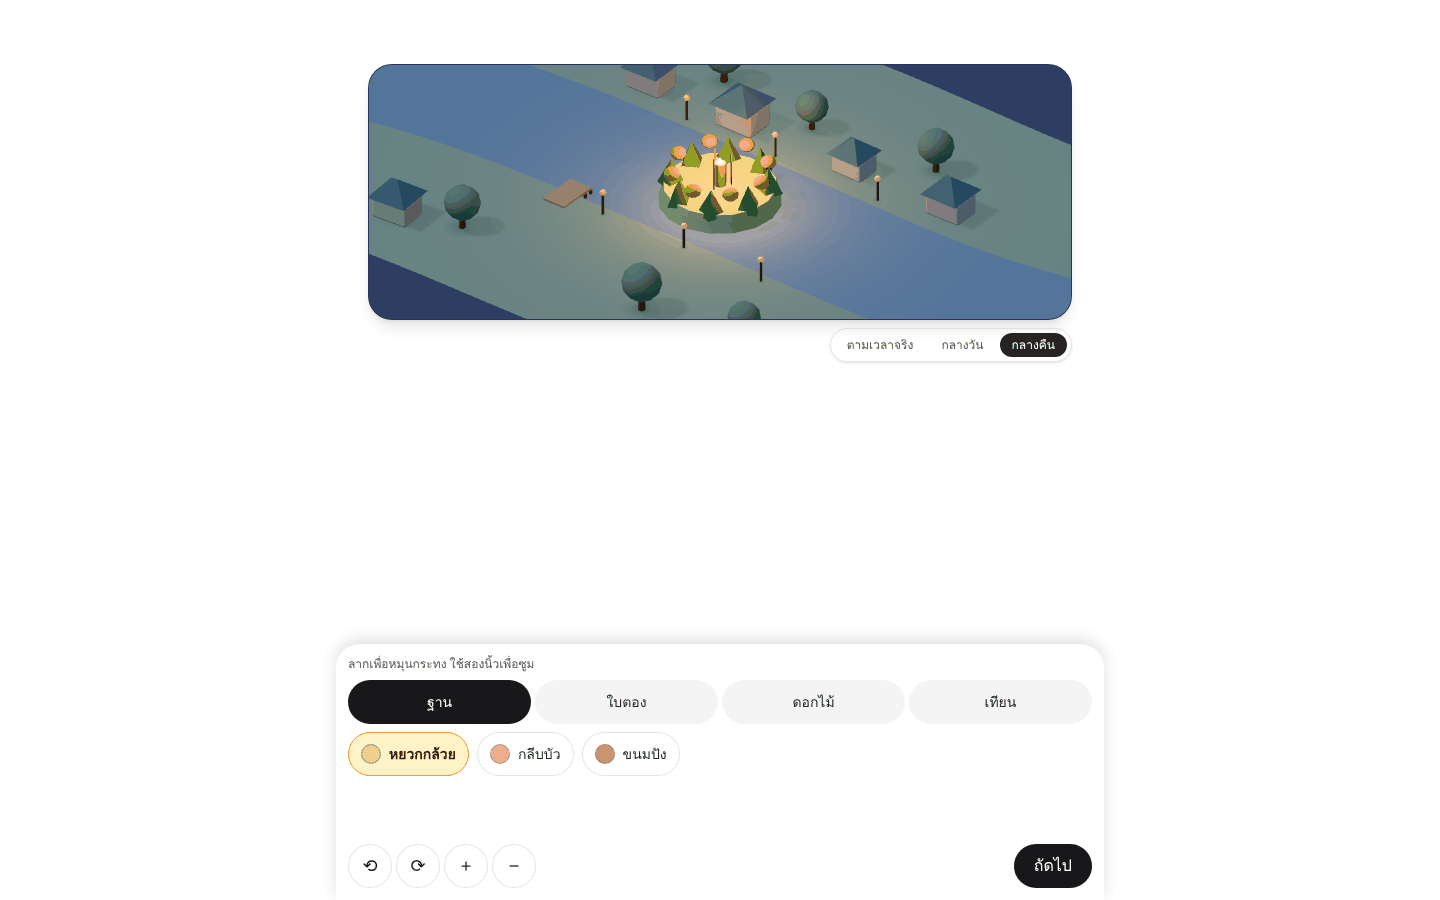 ตามเวลาจริง กลางวัน กลางคืน
ลากเพื่อหมุนกระทง ใช้สองนิ้วเพื่อซูม
ฐาน ใบตอง ดอกไม้ เทียน
หยวกกล้วย กลีบบัว ขนมปัง
⟲ ⟳ + −
ถัดไป